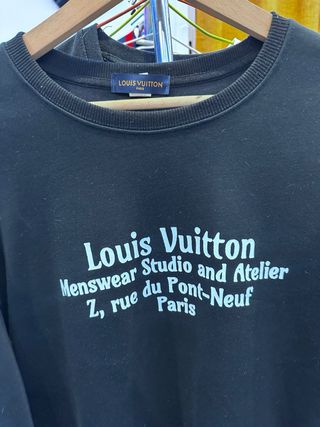 LOUIS VUITTON
PARIS
Louis Vuitton
Menswear Studio and Atelier
2, rue du Pont-Neuf
Paris